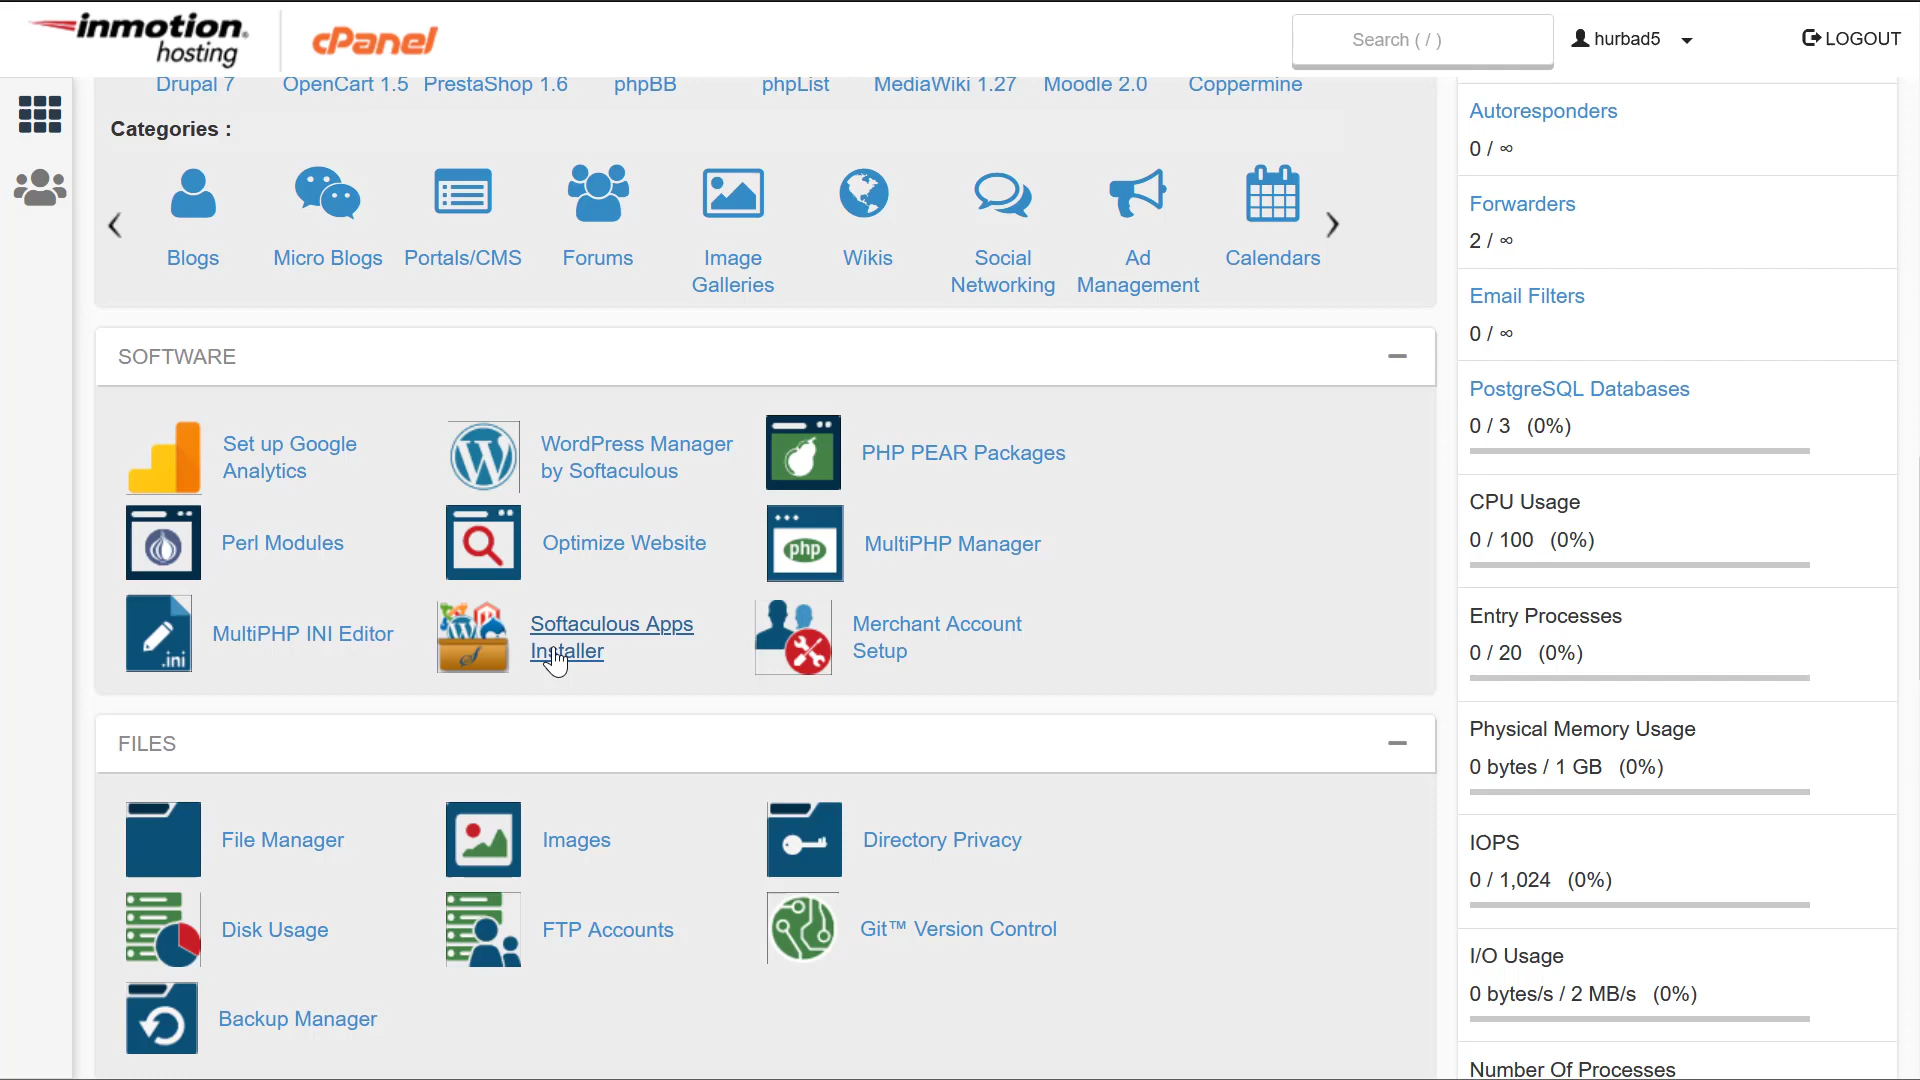 inmotion hosting
cPanel
Search ( / )
hurbad5
LOGOUT
Drupal 7
OpenCart 1.5
PrestaShop 1.6
phpBB
phpList
MediaWiki 1.27
Moodle 2.0
Coppermine
Categories :
Blogs
Micro Blogs
Portals/CMS
Forums
Image
Galleries
Wikis
Social
Networking
Ad
Management
Calendars
SOFTWARE
Set up Google
Analytics
WordPress Manager
by Softaculous
PHP PEAR Packages
Perl Modules
Optimize Website
php
MultiPHP Manager
.ini
MultiPHP INI Editor
Softaculous Apps
Installer
Merchant Account
Setup
FILES
File Manager
Images
Directory Privacy
Disk Usage
FTP Accounts
Git™ Version Control
Backup Manager
Autoresponders
0 / ∞
Forwarders
2 / ∞
Email Filters
0 / ∞
PostgreSQL Databases
0 / 3 (0%)
CPU Usage
0 / 100 (0%)
Entry Processes
0 / 20 (0%)
Physical Memory Usage
0 bytes / 1 GB (0%)
IOPS
0 / 1,024 (0%)
I/O Usage
0 bytes/s / 2 MB/s (0%)
Number Of Processes